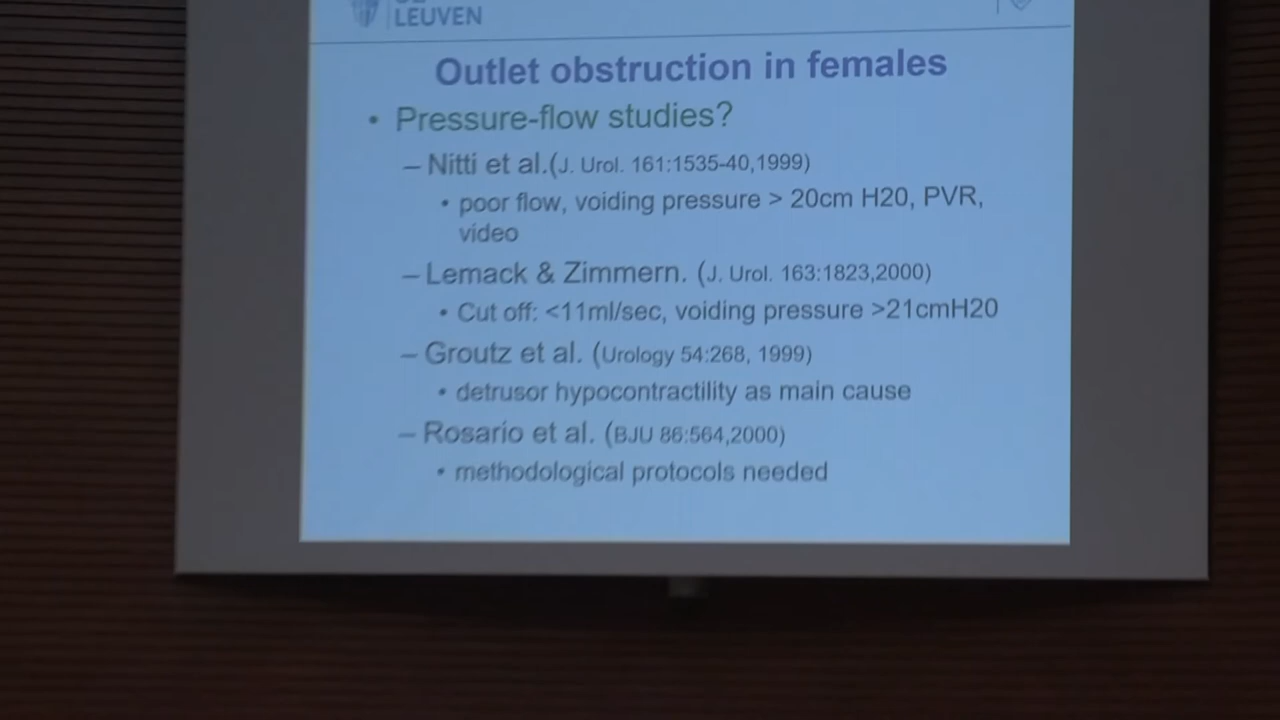 LEUVEN
Outlet obstruction in females
• Pressure-flow studies?
– Nitti et al.(J. Urol. 161:1535-40,1999)
• poor flow, voiding pressure > 20cm H20, PVR,
video
– Lemack & Zimmern. (J. Urol. 163:1823,2000)
• Cut off: <11ml/sec, voiding pressure >21cmH20
– Groutz et al. (Urology 54:268, 1999)
• detrusor hypocontractility as main cause
– Rosario et al. (BJU 86:564,2000)
• methodological protocols needed